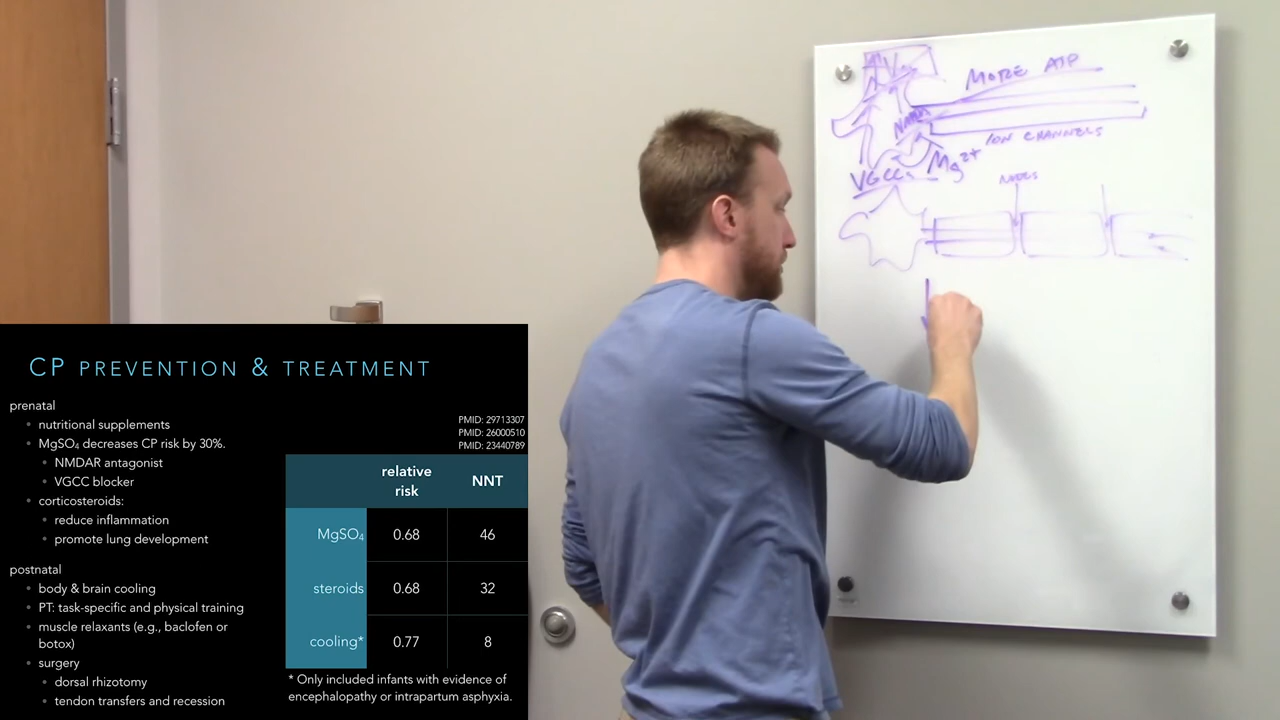 MORE ATP
NMDA
ION CHANNELS
Mg2+
VGCCs
NODES
CP PREVENTION & TREATMENT
prenatal
• nutritional supplements
• MgSO₄ decreases CP risk by 30%.
• NMDAR antagonist
• VGCC blocker
• corticosteroids:
• reduce inflammation
• promote lung development
postnatal
• body & brain cooling
• PT: task-specific and physical training
• muscle relaxants (e.g., baclofen or
botox)
• surgery
• dorsal rhizotomy
• tendon transfers and recession
PMID: 29713307
PMID: 26000510
PMID: 23440789
relative
risk
NNT
MgSO₄ 0.68 46
steroids 0.68 32
cooling* 0.77 8
* Only included infants with evidence of
encephalopathy or intrapartum asphyxia.